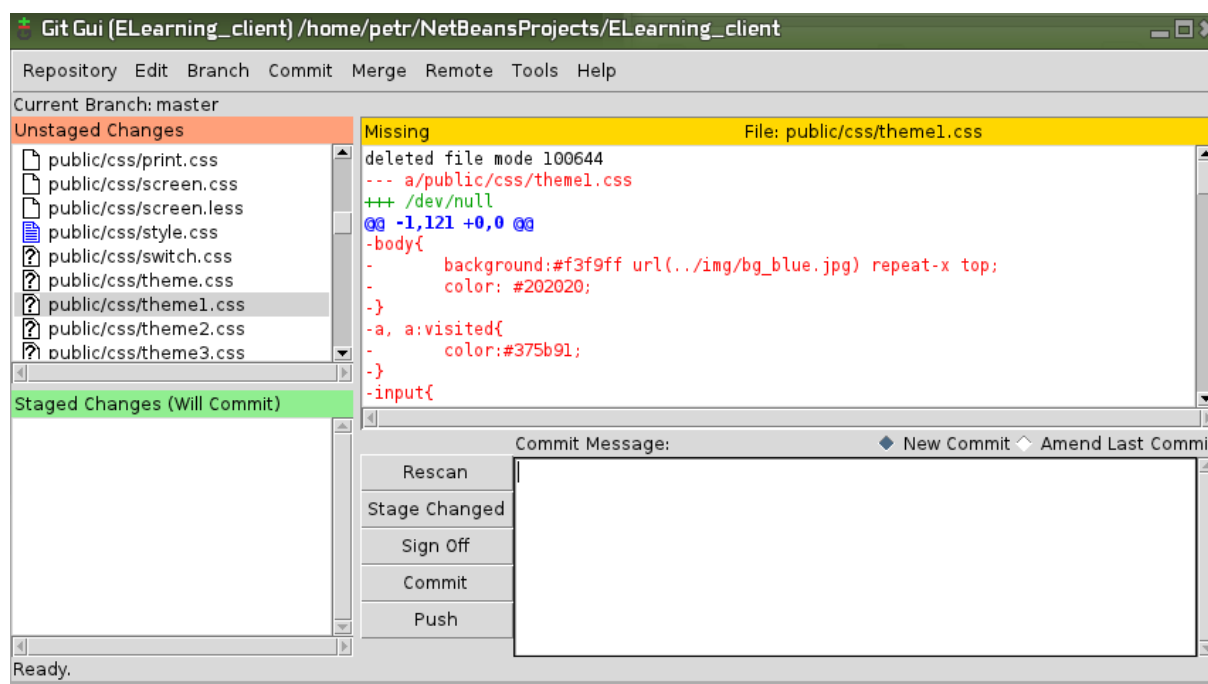 Git Gui (ELearning_client) /home/petr/NetBeansProjects/ELearning_client
Repository Edit Branch Commit Merge Remote Tools Help
Current Branch: master
Unstaged Changes
public/css/print.css
public/css/screen.css
public/css/screen.less
public/css/style.css
public/css/switch.css
public/css/theme.css
public/css/theme1.css
public/css/theme2.css
public/css/theme3.css
Staged Changes (Will Commit)
Missing File: public/css/theme1.css
deleted file mode 100644
--- a/public/css/theme1.css
+++ /dev/null
@@ -1,121 +0,0 @@
-body{
-        background:#f3f9ff url(../img/bg_blue.jpg) repeat-x top;
-        color: #202020;
-}
-a, a:visited{
-        color:#375b91;
-}
-input{
Commit Message: New Commit Amend Last Commi
Rescan
Stage Changed
Sign Off
Commit
Push
Ready.